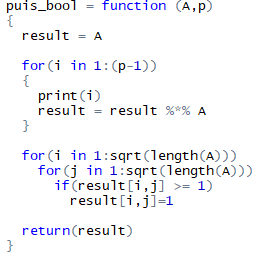 puis_bool = function (A,p)
{
  result = A

  for(i in 1:(p-1))
  {
    print(i)
    result = result %*% A
  }

  for(i in 1:sqrt(length(A)))
    for(j in 1:sqrt(length(A)))
      if(result[i,j] >= 1)
        result[i,j]=1

  return(result)
}